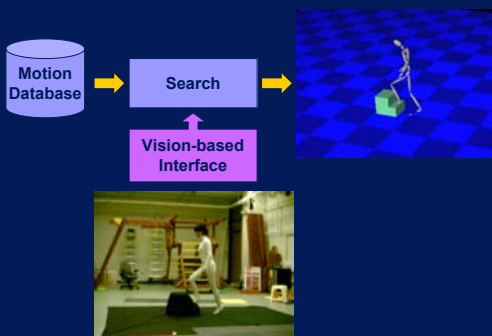 Motion
Database
Search
Vision-based
Interface